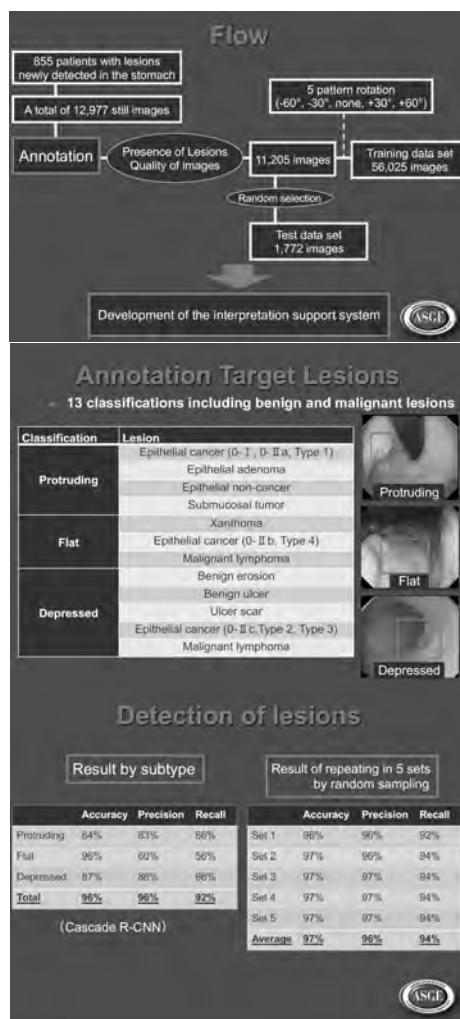 Flow
855 patients with lesions
newly detected in the stomach
A total of 12,977 still images
Annotation
Presence of Lesions
Quality of images
11,205 images
5 pattern rotation
(-60°, -30°, none, +30°, +60°)
Training data set
56,025 images
Random selection
Test data set
1,772 images
Development of the interpretation support system
ASGE
Annotation Target Lesions
- 13 classifications including benign and malignant lesions
Classification Lesion
Protruding
Epithelial cancer (0-Ⅰ, 0-Ⅱa, Type 1)
Epithelial adenoma
Epithelial non-cancer
Submucosal tumor
Flat
Xanthoma
Epithelial cancer (0-Ⅱb, Type 4)
Malignant lymphoma
Depressed
Benign erosion
Benign ulcer
Ulcer scar
Epithelial cancer (0-Ⅱc,Type 2, Type 3)
Malignant lymphoma
Protruding
Flat
Depressed
Detection of lesions
Result by subtype
Accuracy Precision Recall
Protruding 84% 83%
Flat 96% 60% 56%
Depressed 87% 86%
Total 96% 96% 92%
(Cascade R-CNN)
Result of repeating in 5 sets
by random sampling
Accuracy Precision Recall
Set 1 96% 96% 92%
Set 2 97% 96% 94%
Set 3 97% 97% 94%
Set 4 97% 97% 94%
Set 5 97% 97% 94%
Average 97% 96% 94%
ASGE